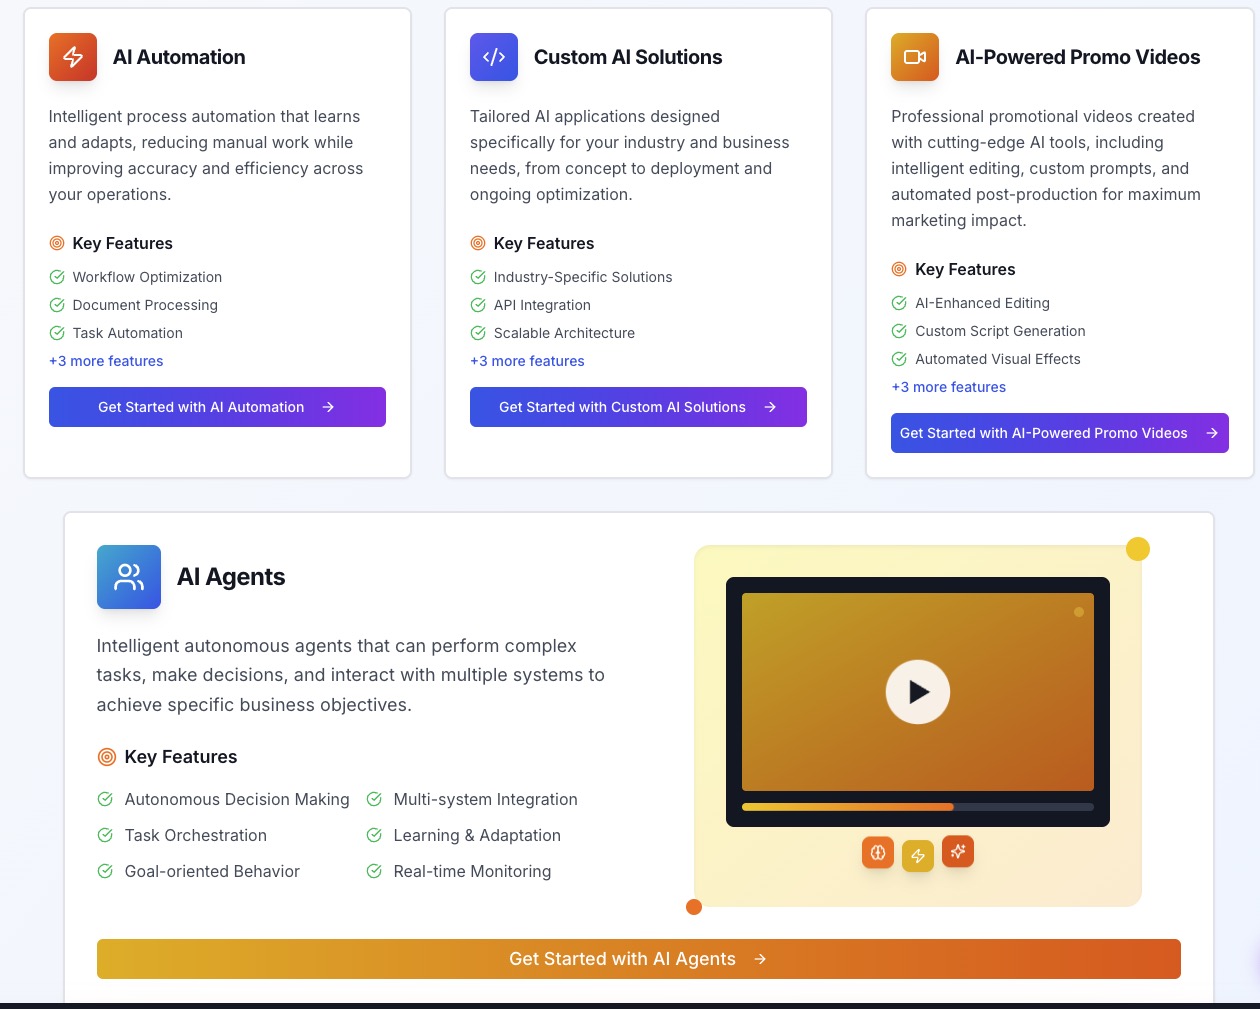 AI Automation
Intelligent process automation that learns
and adapts, reducing manual work while
improving accuracy and efficiency across
your operations.
Key Features
Workflow Optimization
Document Processing
Task Automation
+3 more features
Get Started with AI Automation
Custom AI Solutions
Tailored AI applications designed
specifically for your industry and business
needs, from concept to deployment and
ongoing optimization.
Key Features
Industry-Specific Solutions
API Integration
Scalable Architecture
+3 more features
Get Started with Custom AI Solutions
AI-Powered Promo Videos
Professional promotional videos created
with cutting-edge AI tools, including
intelligent editing, custom prompts, and
automated post-production for maximum
marketing impact.
Key Features
AI-Enhanced Editing
Custom Script Generation
Automated Visual Effects
+3 more features
Get Started with AI-Powered Promo Videos
AI Agents
Intelligent autonomous agents that can perform complex
tasks, make decisions, and interact with multiple systems to
achieve specific business objectives.
Key Features
Autonomous Decision Making
Multi-system Integration
Task Orchestration
Learning & Adaptation
Goal-oriented Behavior
Real-time Monitoring
Get Started with AI Agents